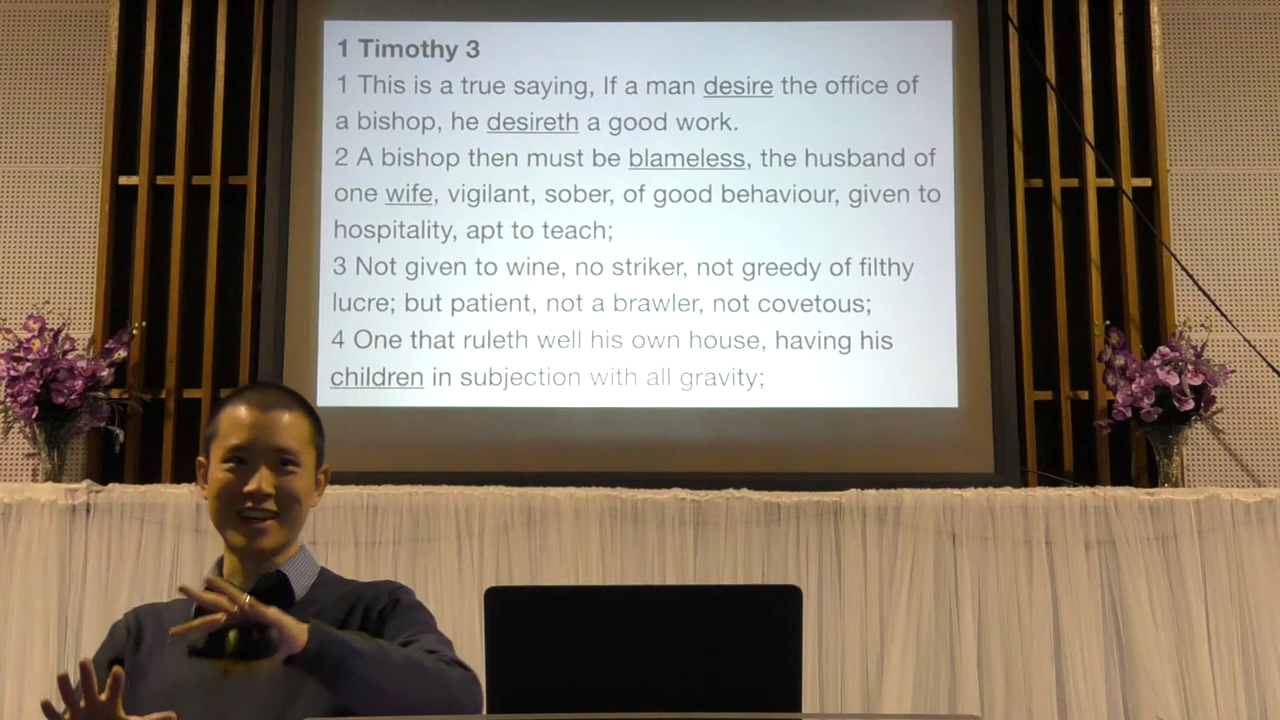 1 Timothy 3
1 This is a true saying, If a man desire the office of
a bishop, he desireth a good work.
2 A bishop then must be blameless, the husband of
one wife, vigilant, sober, of good behaviour, given to
hospitality, apt to teach;
3 Not given to wine, no striker, not greedy of filthy
lucre; but patient, not a brawler, not covetous;
4 One that ruleth well his own house, having his
children in subjection with all gravity;